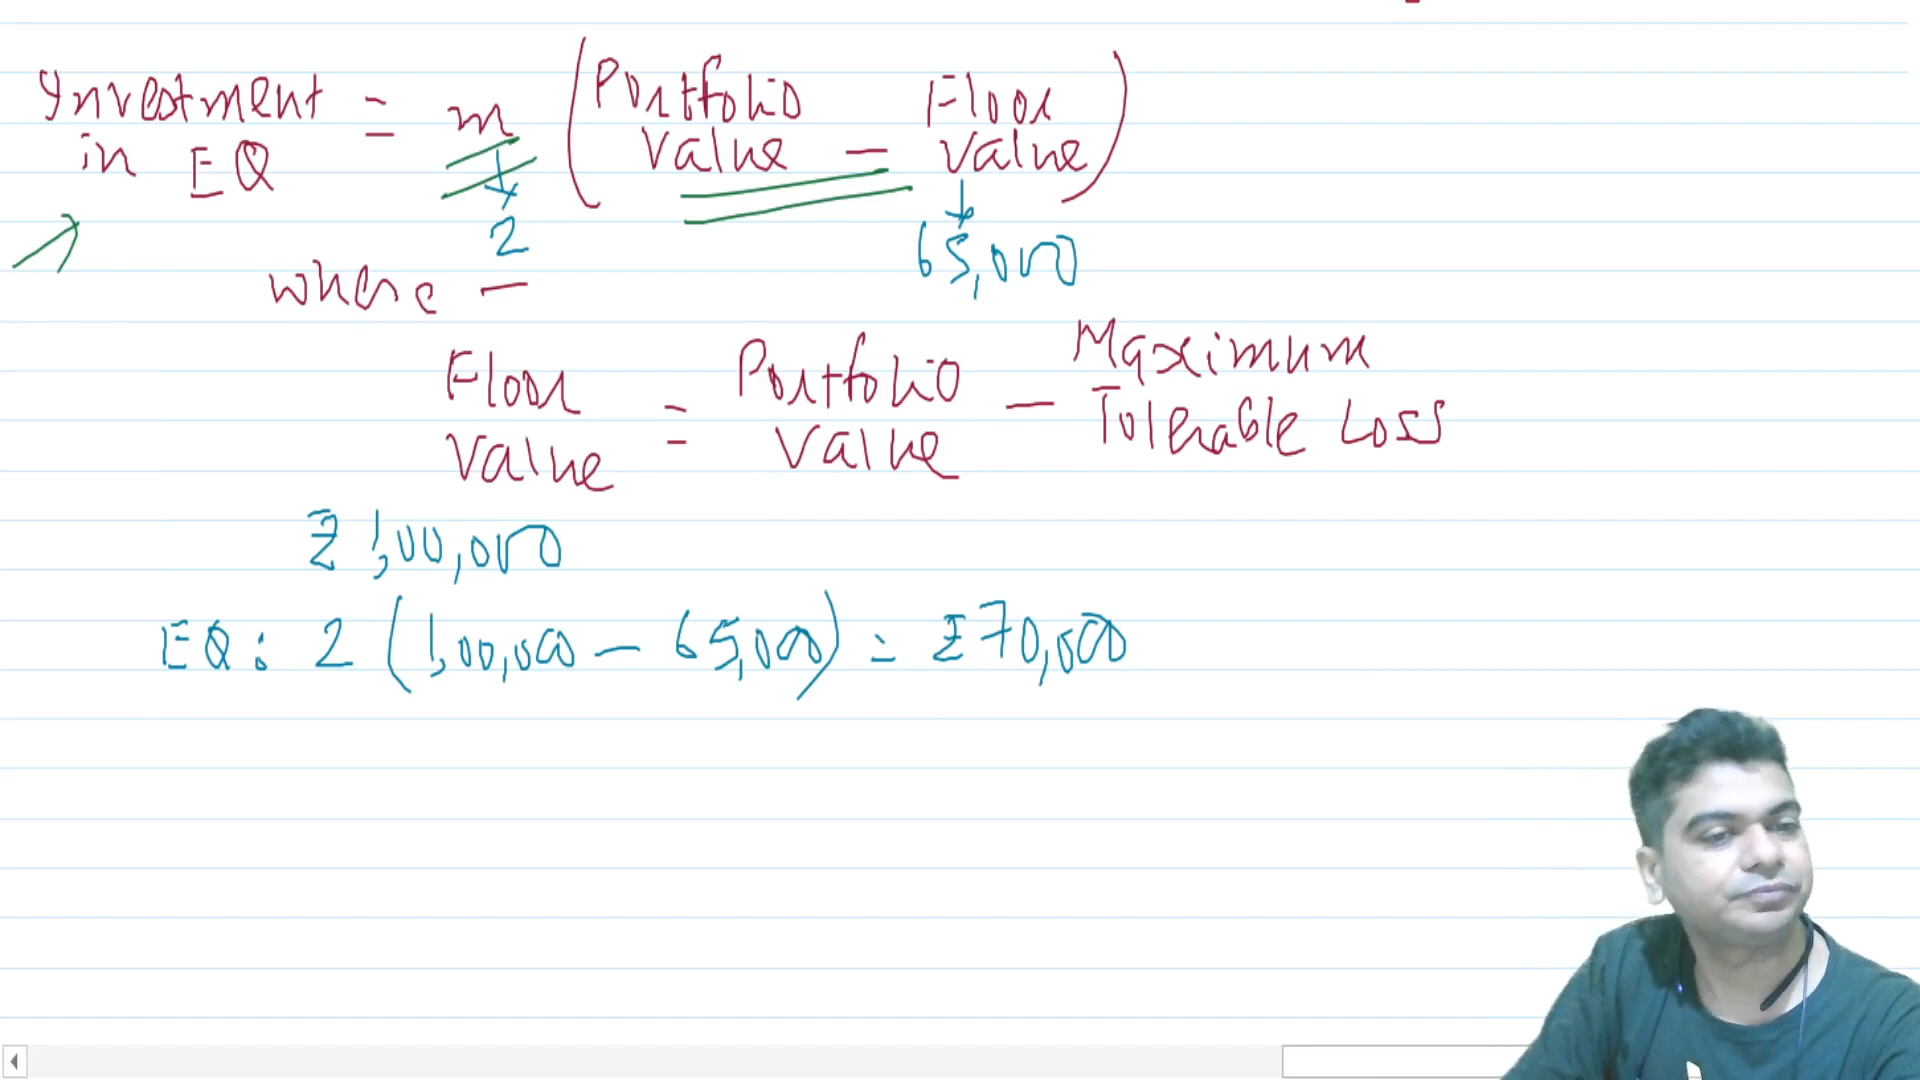 Investment = m (Portfolio Value – Floor Value)
in EQ
2
65,000
where –
Floor Value = Portfolio Value – Maximum Tolerable Loss
₹ 1,00,000
EQ: 2 (1,00,000 – 65,000) = ₹70,000